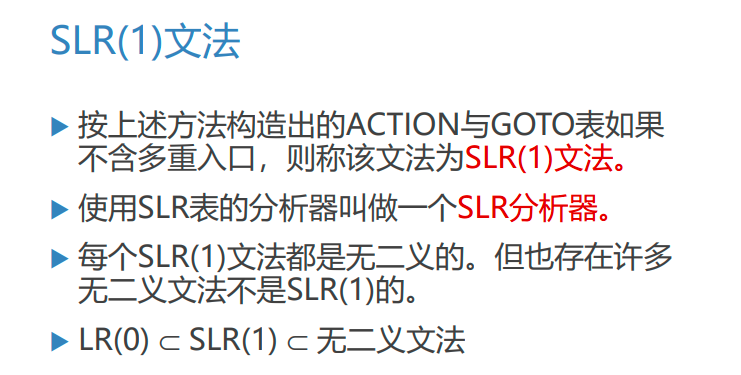 SLR(1)文法
按上述方法构造出的ACTION与GOTO表如果
不含多重入口，则称该文法为SLR(1)文法。
使用SLR表的分析器叫做一个SLR分析器。
每个SLR(1)文法都是无二义的。但也存在许多
无二义文法不是SLR(1)的。
LR(0) ⊂ SLR(1) ⊂ 无二义文法